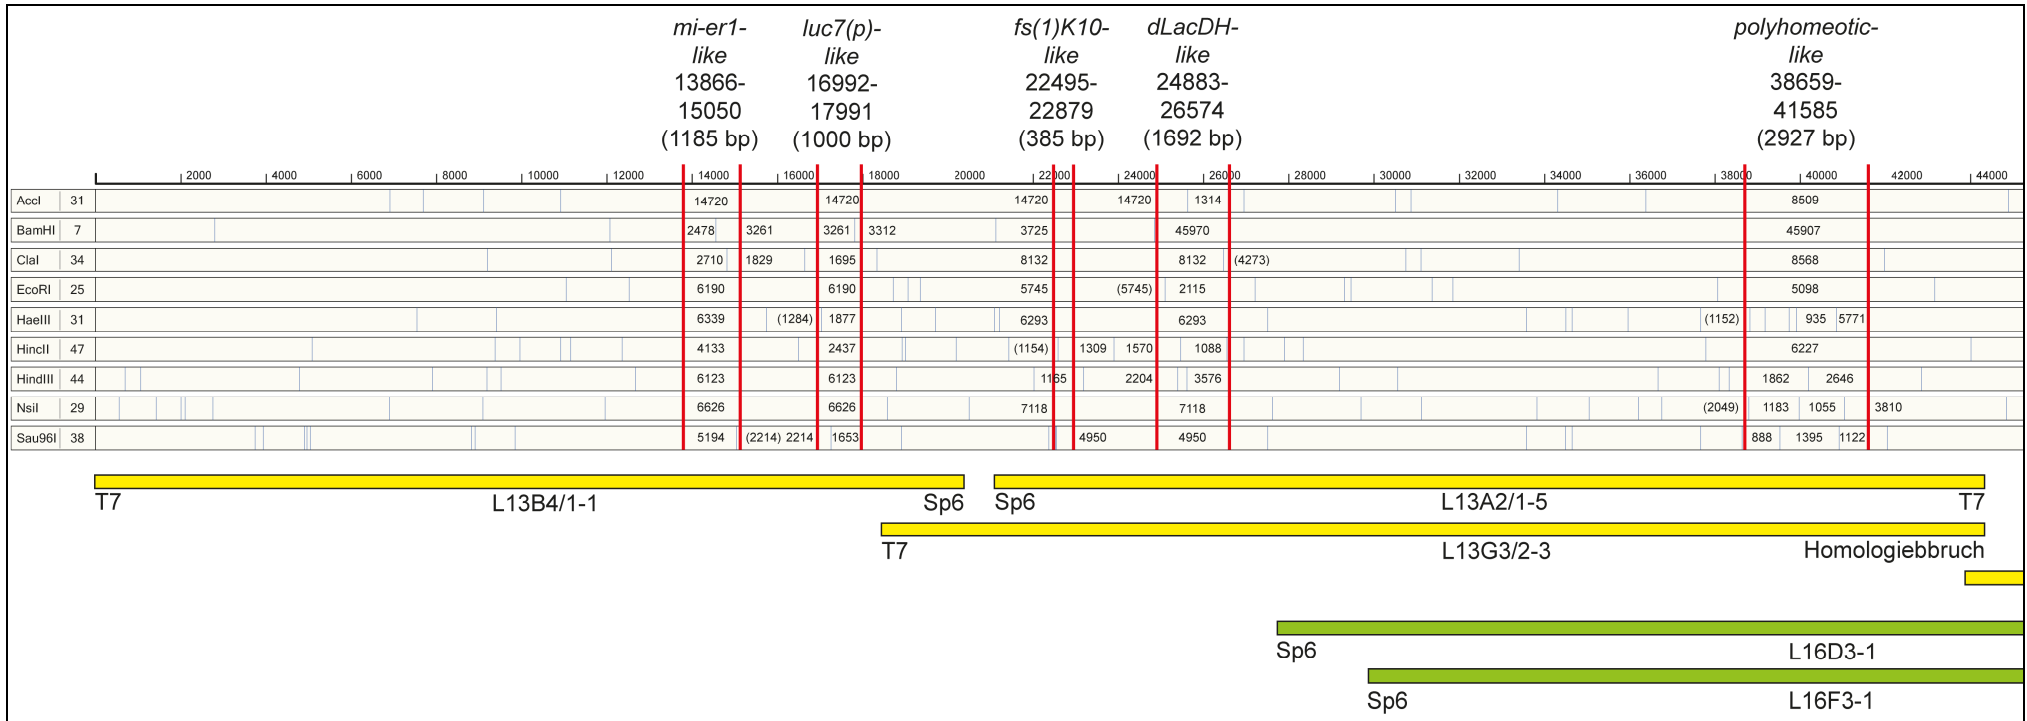 mi-er1- luc7(p)- fs(1)K10- dLacDH- polyhomeotic-
like like like like like
13866- 16992- 22495- 24883- 38659-
15050 17991 22879 26574 41585
(1185 bp) (1000 bp) (385 bp) (1692 bp) (2927 bp)
2000 4000 6000 8000 10000 12000 14000 16000 18000 20000 22000 24000 26000 28000 30000 32000 34000 36000 38000 40000 42000 44000
AccI 31 14720 14720 14720 14720 1314 8509
BamHI 7 2478 3261 3261 3312 3725 45970 45907
ClaI 34 2710 1829 1695 8132 8132 (4273) 8568
EcoRI 25 6190 6190 5745 (5745) 2115 5098
HaeIII 31 6339 (1284) 1877 6293 6293 (1152) 935 5771
HincII 47 4133 2437 (1154) 1309 1570 1088 6227
HindIII 44 6123 6123 1165 2204 3576 1862 2646
NsiI 29 6626 6626 7118 7118 (2049) 1183 1055 3810
Sau96I 38 5194 (2214) 2214 1653 4950 4950 888 1395 1122
T7 L13B4/1-1 Sp6 Sp6 L13A2/1-5 T7
T7 L13G3/2-3 Homologiebbruch
Sp6 L16D3-1
Sp6 L16F3-1